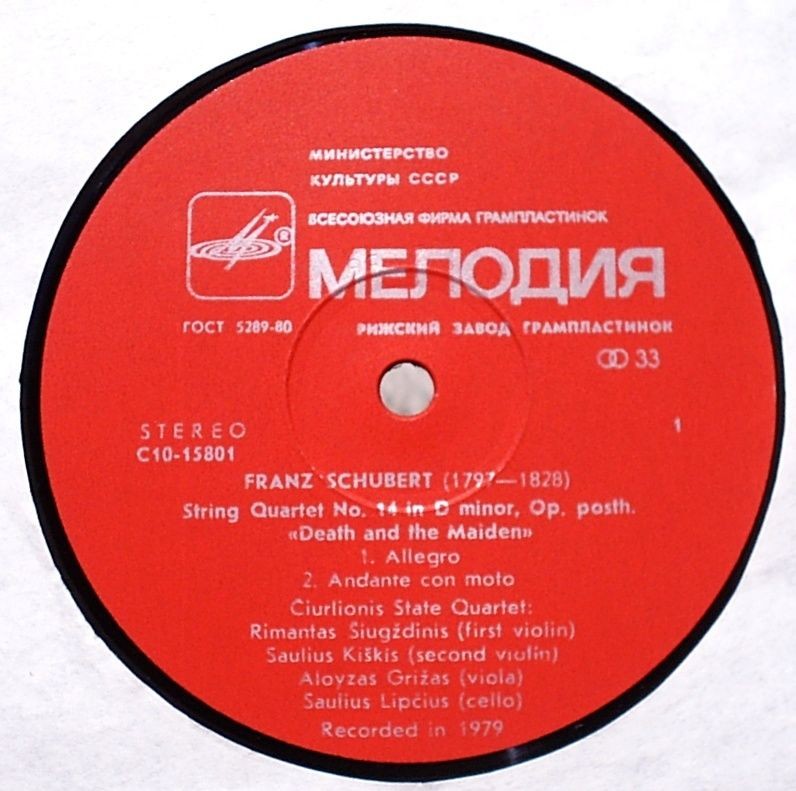 МИНИСТЕРСТВО
КУЛЬТУРЫ СССР
ВСЕСОЮЗНАЯ ФИРМА ГРАМПЛАСТИНОК
®
МЕЛОДИЯ
ГОСТ 5289-80
РИЖСКИЙ ЗАВОД ГРАМПЛАСТИНОК
33
STEREO
1
С10-15801
FRANZ SCHUBERT (1797—1828)
String Quartet No. 14 in D minor, Op. posth.
«Death and the Maiden»
1. Allegro
2. Andante con moto
Ciurlionis State Quartet:
Rimantas Siugždinis (first violin)
Saulius Kiškis (second violin)
Aloyzas Grižas (viola)
Saulius Lipčius (cello)
Recorded in 1979